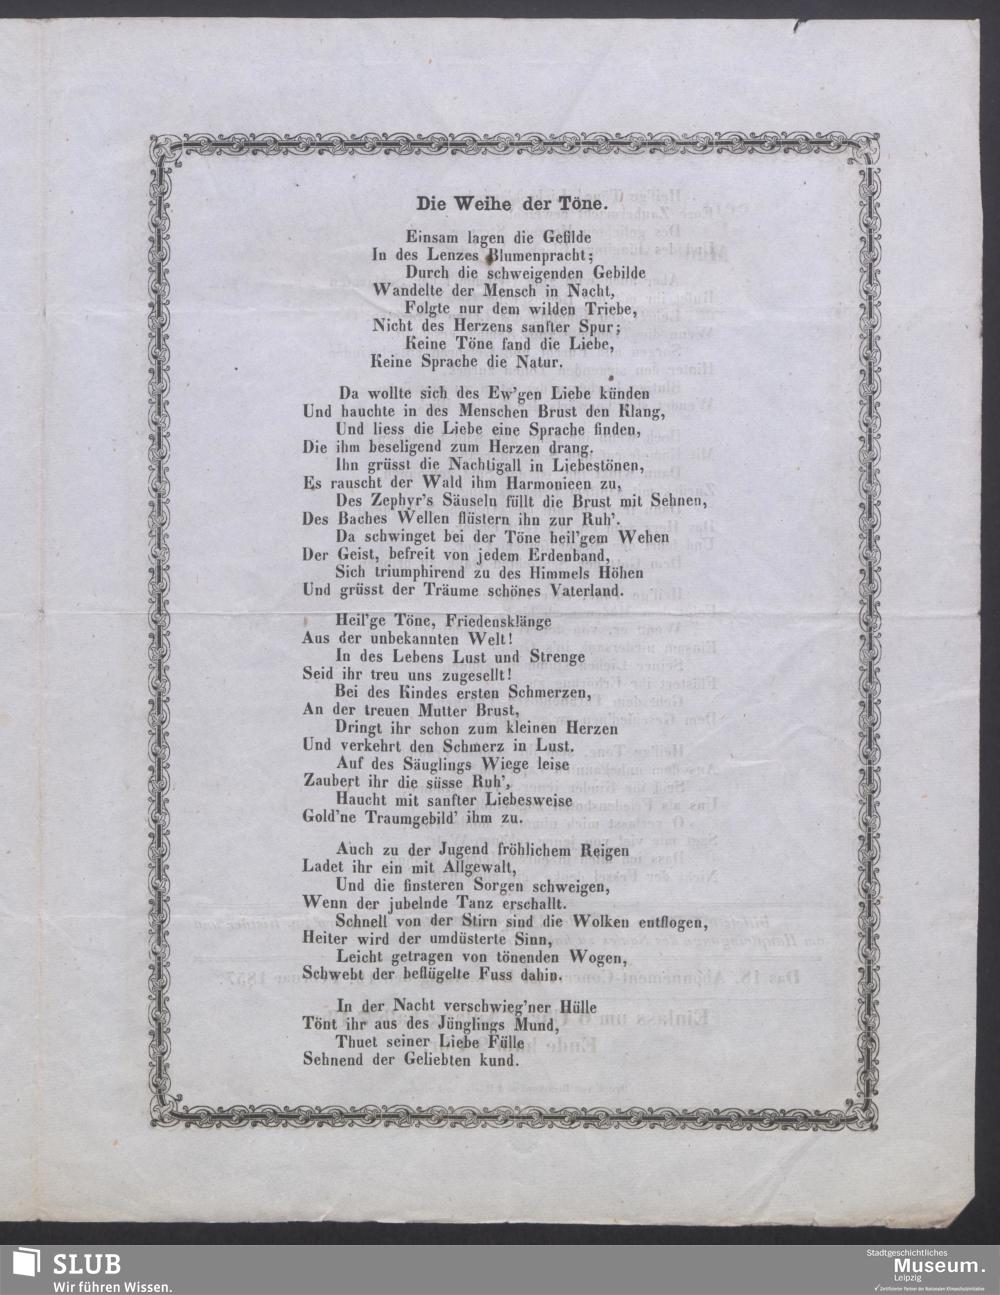 Die Weihe der Töne.
Einsam lagen die Gefilde
In des Lenzes Blumenpracht;
Durch die schweigenden Gebilde
Wandelte der Mensch in Nacht,
Folgte nur dem wilden Triebe,
Nicht des Herzens sanfter Spur;
Keine Töne fand die Liebe,
Keine Sprache die Natur.
Da wollte sich des Ew'gen Liebe künden
Und hauchte in des Menschen Brust den Klang,
Und liess die Liebe eine Sprache finden,
Die ihm beseligend zum Herzen drang.
Ihn grüsst die Nachtigall in Liebestönen,
Es rauscht der Wald ihm Harmonieen zu,
Des Zephyr's Säuseln füllt die Brust mit Sehnen,
Des Baches Wellen flüstern ihn zur Ruh'.
Da schwinget bei der Töne heil'gem Wehen
Der Geist, befreit von jedem Erdenband,
Sich triumphirend zu des Himmels Höhen
Und grüsst der Träume schönes Vaterland.
Heil'ge Töne, Friedensklänge
Aus der unbekannten Welt!
In des Lebens Lust und Strenge
Seid ihr treu uns zugesellt!
Bei des Kindes ersten Schmerzen,
An der treuen Mutter Brust,
Dringt ihr schon zum kleinen Herzen
Und verkehrt den Schmerz in Lust.
Auf des Säuglings Wiege leise
Zaubert ihr die süsse Ruh',
Haucht mit sanfter Liebesweise
Gold'ne Traumgebild' ihm zu.
Auch zu der Jugend fröhlichem Reigen
Ladet ihr ein mit Allgewalt,
Und die finsteren Sorgen schweigen,
Wenn der jubelnde Tanz erschallt.
Schnell von der Stirn sind die Wolken entflogen,
Heiter wird der umdüsterte Sinn,
Leicht getragen von tönenden Wogen,
Schwebt der beflügelte Fuss dahin.
In der Nacht verschwieg'ner Hülle
Tönt ihr aus des Jünglings Mund,
Thuet seiner Liebe Fülle
Sehnend der Geliebten kund.
SLUB
Wir führen Wissen.
Stadtgeschichtliches
Museum.
Leipzig
Zertifizierter Partner der Nationalen Klimaschutzinitiative